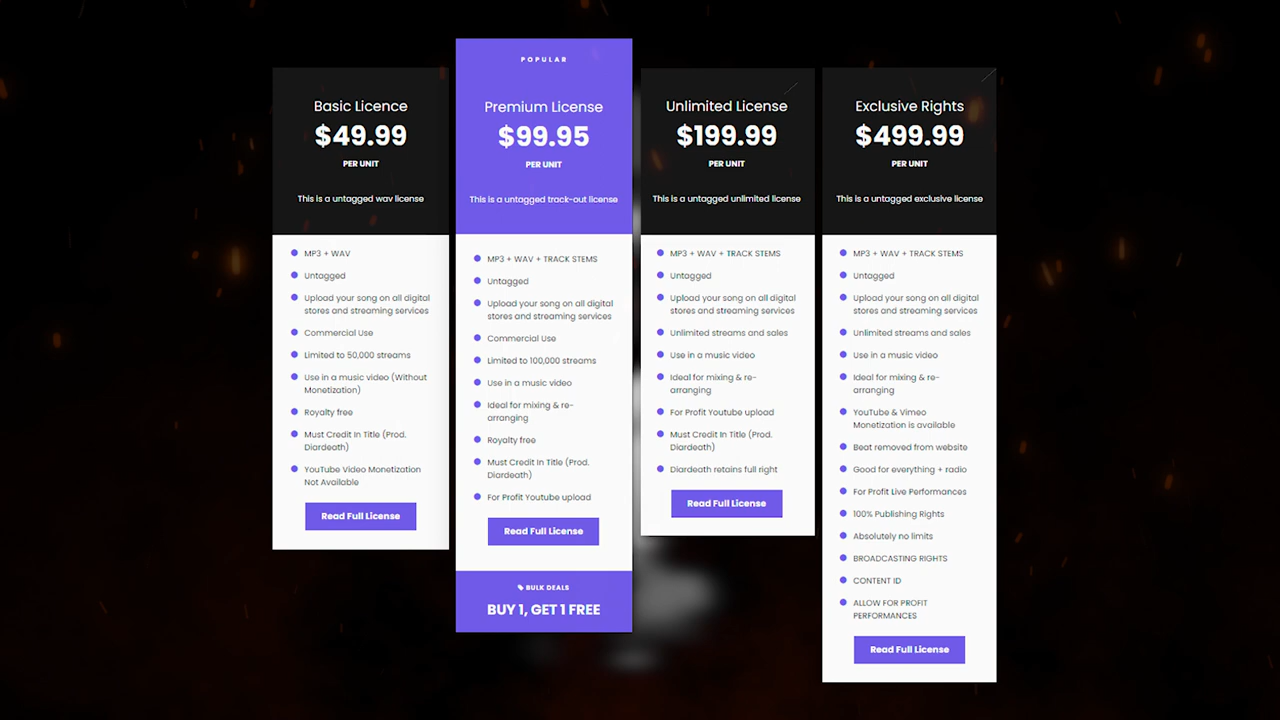 Basic Licence
$49.99
PER UNIT
This is a untagged wav license
MP3 + WAV
Untagged
Upload your song on all digital
stores and streaming services
Commercial Use
Limited to 50,000 streams
Use in a music video (Without
Monetization)
Royalty free
Must Credit In Title (Prod.
Diardeath)
YouTube Video Monetization
Not Available
Read Full License
POPULAR
Premium License
$99.95
PER UNIT
This is a untagged track-out license
MP3 + WAV + TRACK STEMS
Untagged
Upload your song on all digital
stores and streaming services
Commercial Use
Limited to 100,000 streams
Use in a music video
Ideal for mixing & re-
arranging
Royalty free
Must Credit In Title (Prod.
Diardeath)
For Profit Youtube upload
Read Full License
BULK DEALS
BUY 1, GET 1 FREE
Unlimited License
$199.99
PER UNIT
This is a untagged unlimited license
MP3 + WAV + TRACK STEMS
Untagged
Upload your song on all digital
stores and streaming services
Unlimited streams and sales
Use in a music video
Ideal for mixing & re-
arranging
For Profit Youtube upload
Must Credit In Title (Prod.
Diardeath)
Diardeath retains full right
Read Full License
Exclusive Rights
$499.99
PER UNIT
This is a untagged exclusive license
MP3 + WAV + TRACK STEMS
Untagged
Upload your song on all digital
stores and streaming services
Unlimited streams and sales
Use in a music video
Ideal for mixing & re-
arranging
YouTube & Vimeo
Monetization is available
Beat removed from website
Good for everything + radio
For Profit Live Performances
100% Publishing Rights
Absolutely no limits
BROADCASTING RIGHTS
CONTENT ID
ALLOW FOR PROFIT
PERFORMANCES
Read Full License